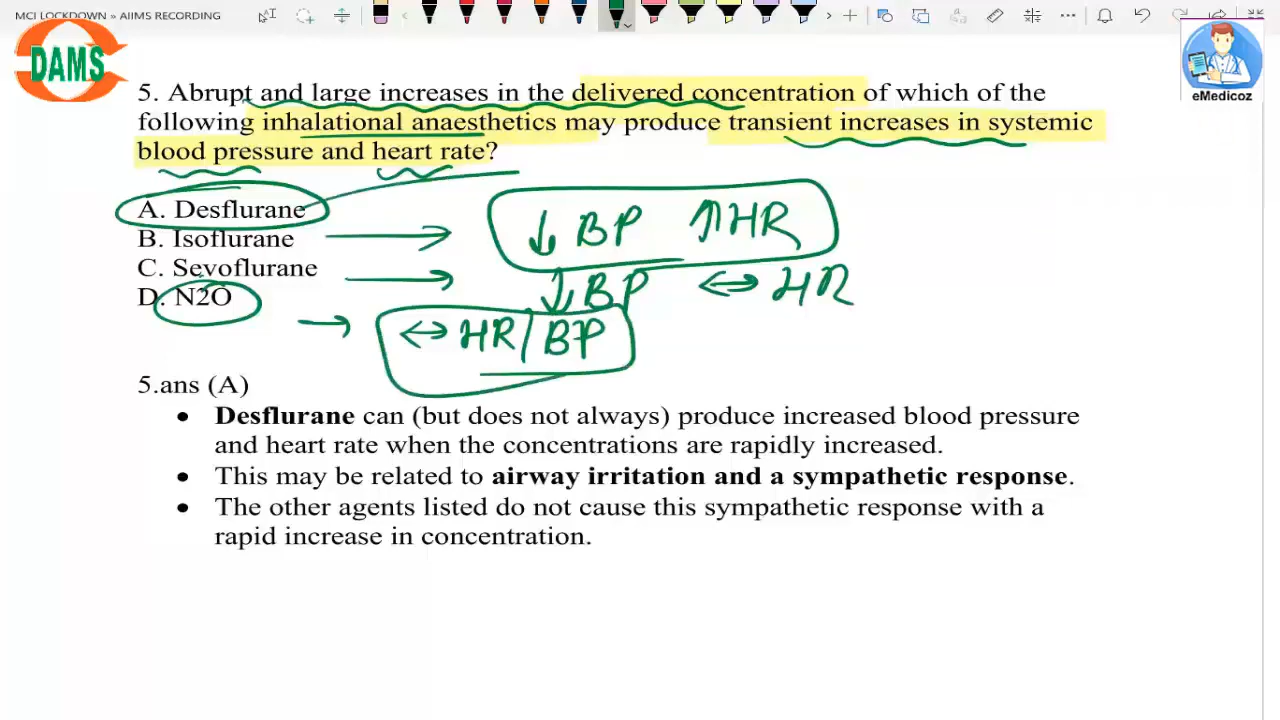 MCI LOCKDOWN » AIIMS RECORDING
DAMS
eMedicoz
5. Abrupt and large increases in the delivered concentration of which of the
following inhalational anaesthetics may produce transient increases in systemic
blood pressure and heart rate?
A. Desflurane
B. Isoflurane → ↓ BP ↑ HR
C. Sevoflurane → ↓ BP ↔ HR
D. N2O → ↔ HR / BP
5.ans (A)
• Desflurane can (but does not always) produce increased blood pressure
and heart rate when the concentrations are rapidly increased.
• This may be related to airway irritation and a sympathetic response.
• The other agents listed do not cause this sympathetic response with a
rapid increase in concentration.